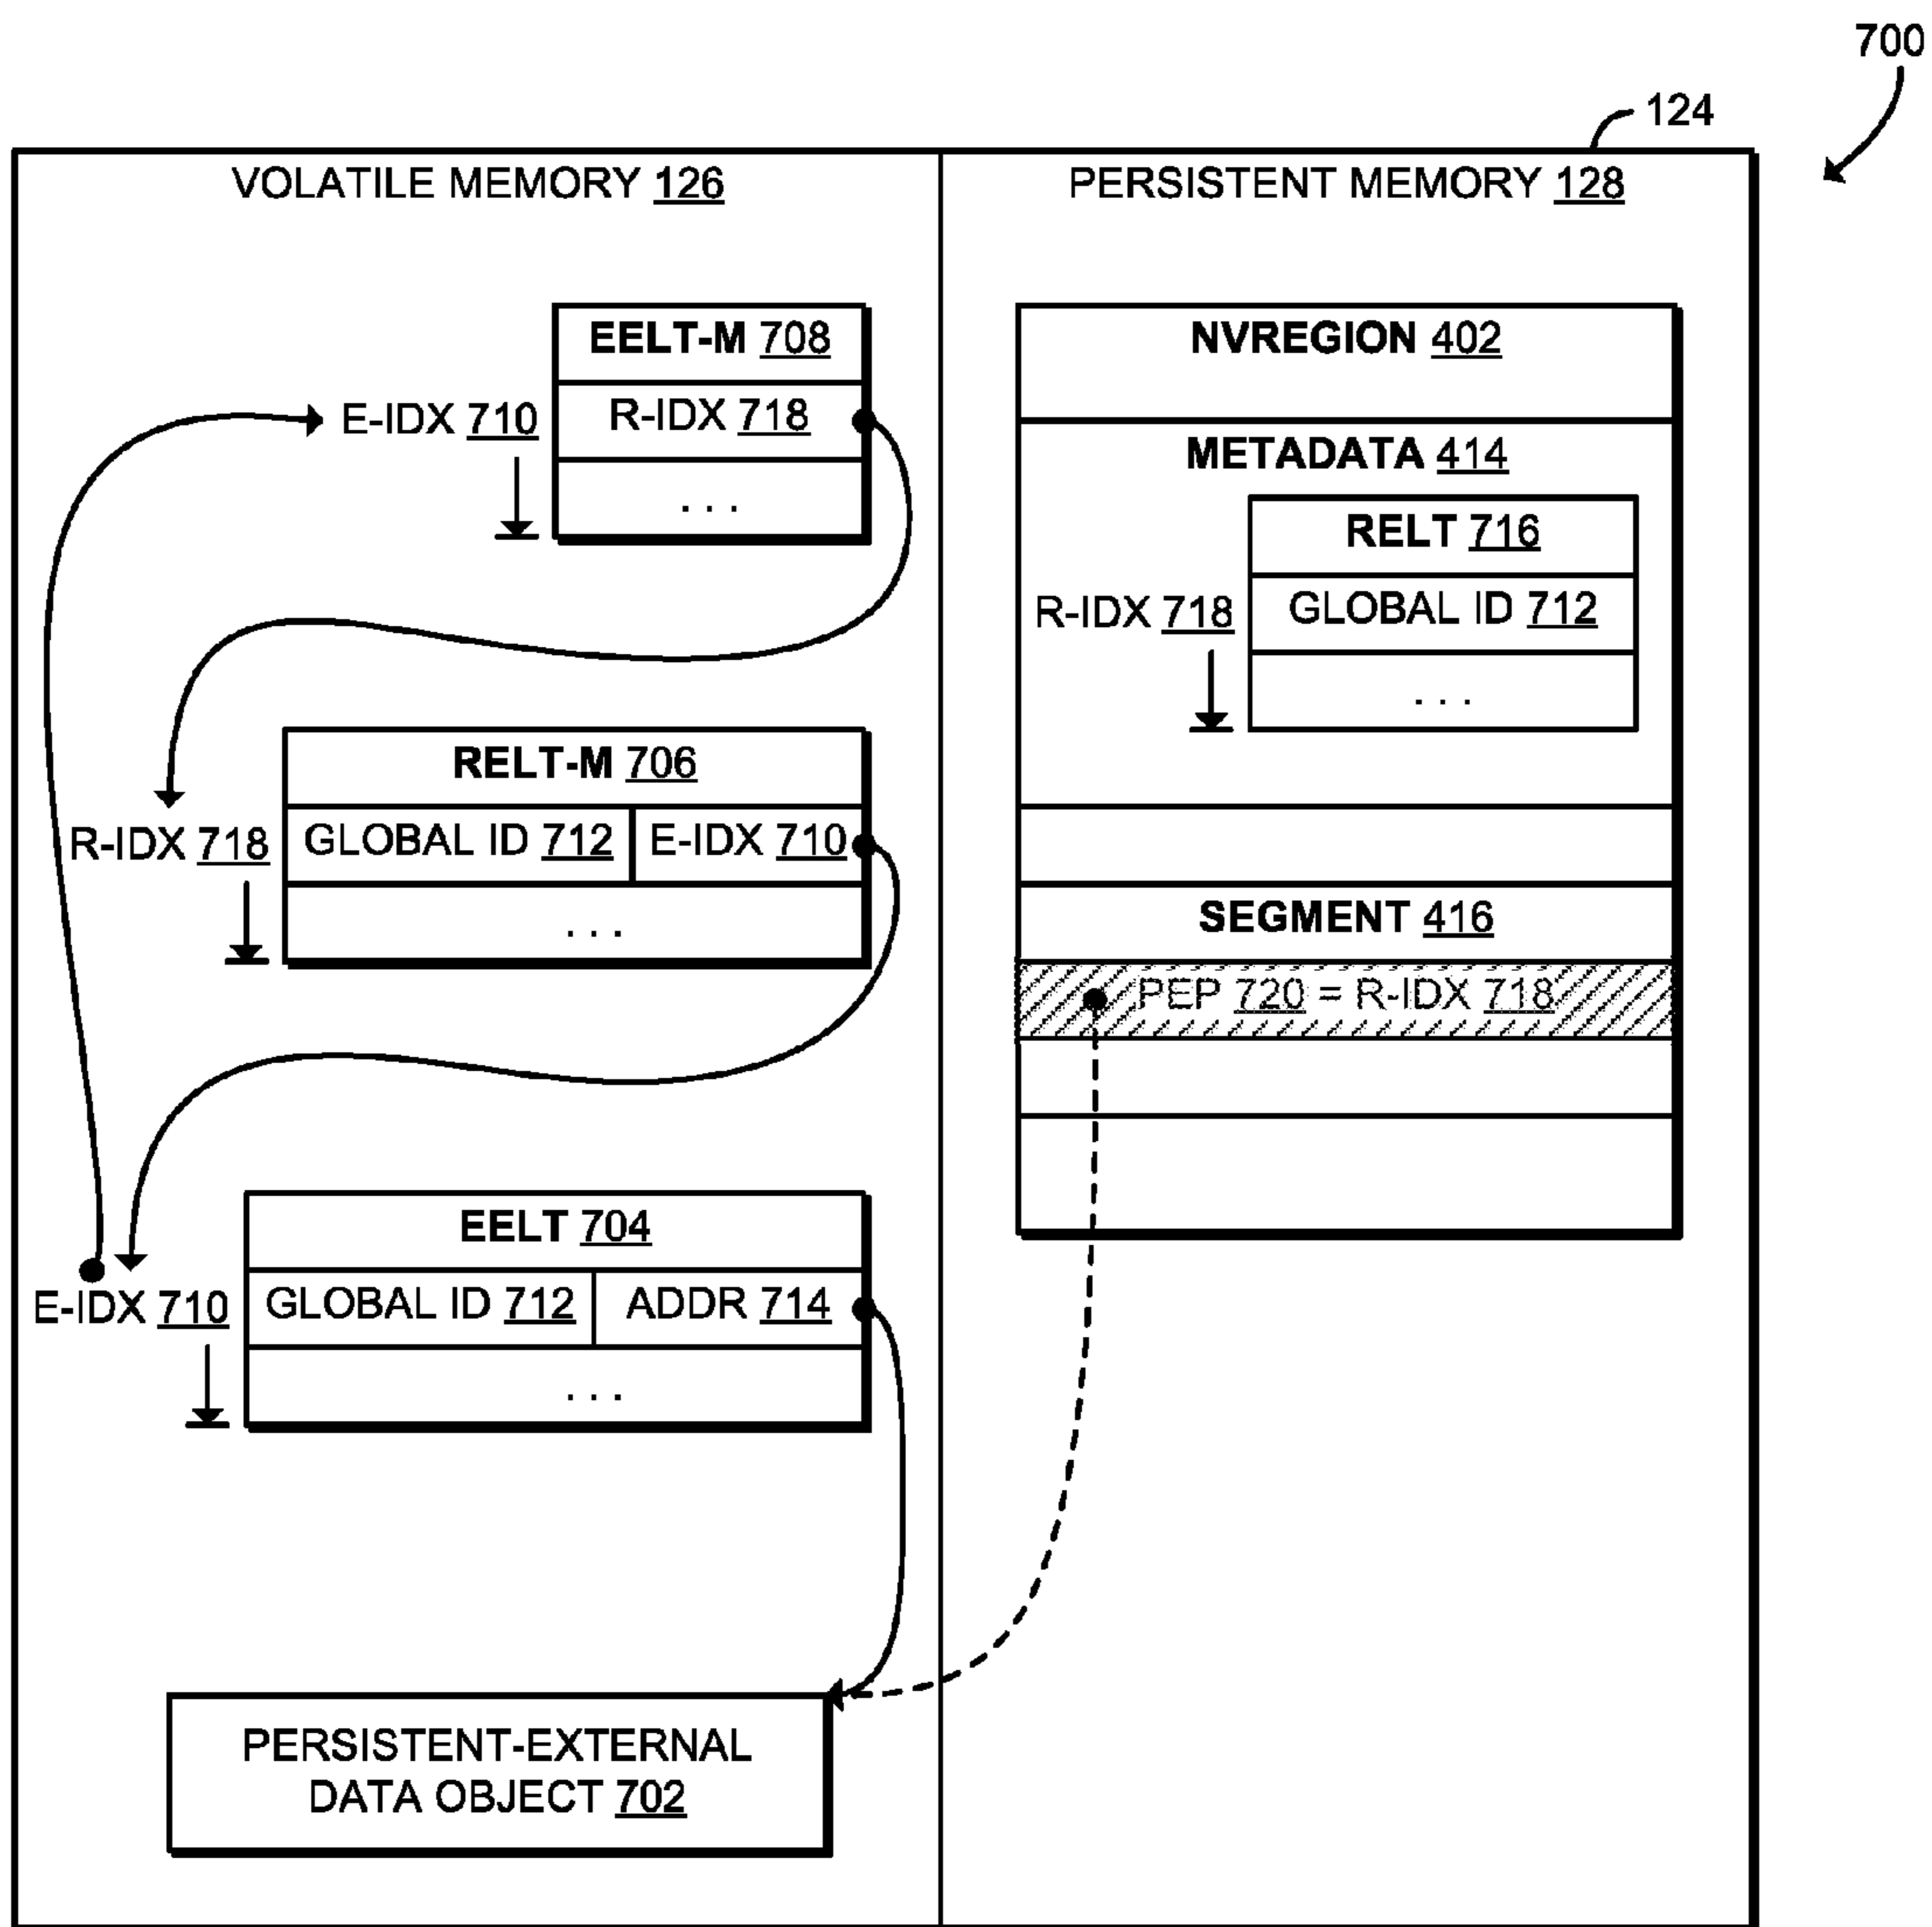 700
124
VOLATILE MEMORY 126
PERSISTENT MEMORY 128
EELT-M 708
E-IDX 710
R-IDX 718
. . .
RELT-M 706
R-IDX 718
GLOBAL ID 712
E-IDX 710
. . .
EELT 704
E-IDX 710
GLOBAL ID 712
ADDR 714
. . .
PERSISTENT-EXTERNAL
DATA OBJECT 702
NVREGION 402
METADATA 414
RELT 716
R-IDX 718
GLOBAL ID 712
. . .
SEGMENT 416
PEP 720 = R-IDX 718